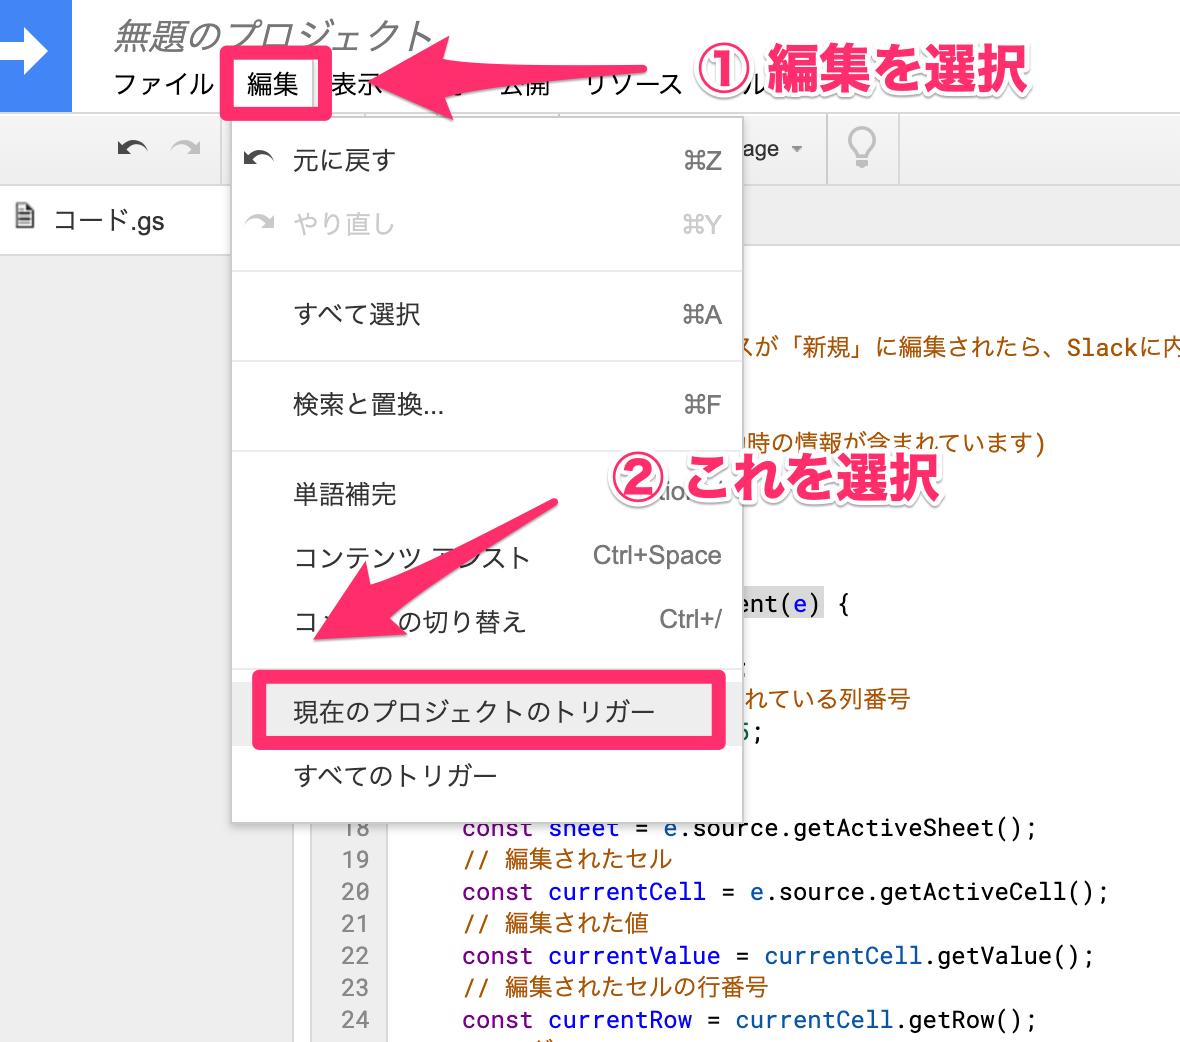 無題のプロジェクト
ファイル 編集 表示 公開 リソース
① 編集を選択
元に戻す ⌘Z
age
やり直し ⌘Y
コード.gs
すべて選択 ⌘A
スが「新規」に編集されたら、Slackに内
検索と置換... ⌘F
時の情報が含まれています)
② これを選択
単語補完
コンテンツ アシスト Ctrl+Space
ent(e) {
の切り替え Ctrl+/
;
現在のプロジェクトのトリガー
れている列番号
5;
すべてのトリガー
18 const sheet = e.source.getActiveSheet();
19 // 編集されたセル
20 const currentCell = e.source.getActiveCell();
21 // 編集された値
22 const currentValue = currentCell.getValue();
23 // 編集されたセルの行番号
24 const currentRow = currentCell.getRow();